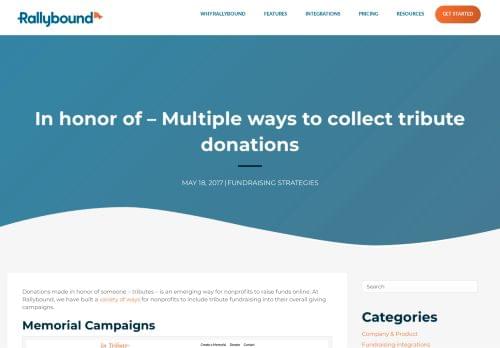 Rallybound
WHY RALLYBOUND FEATURES INTEGRATIONS PRICING RESOURCES GET STARTED
In honor of – Multiple ways to collect tribute
donations
MAY 18, 2017 | FUNDRAISING STRATEGIES
Donations made in honor of someone – tributes – is an emerging way for nonprofits to raise funds online. At
Rallybound, we have built a variety of ways for nonprofits to include tribute fundraising into their overall giving
campaigns.
Memorial Campaigns
In Tribute
Create a Memorial Donate Contact
Search
Categories
Company & Product
Fundraising integrations